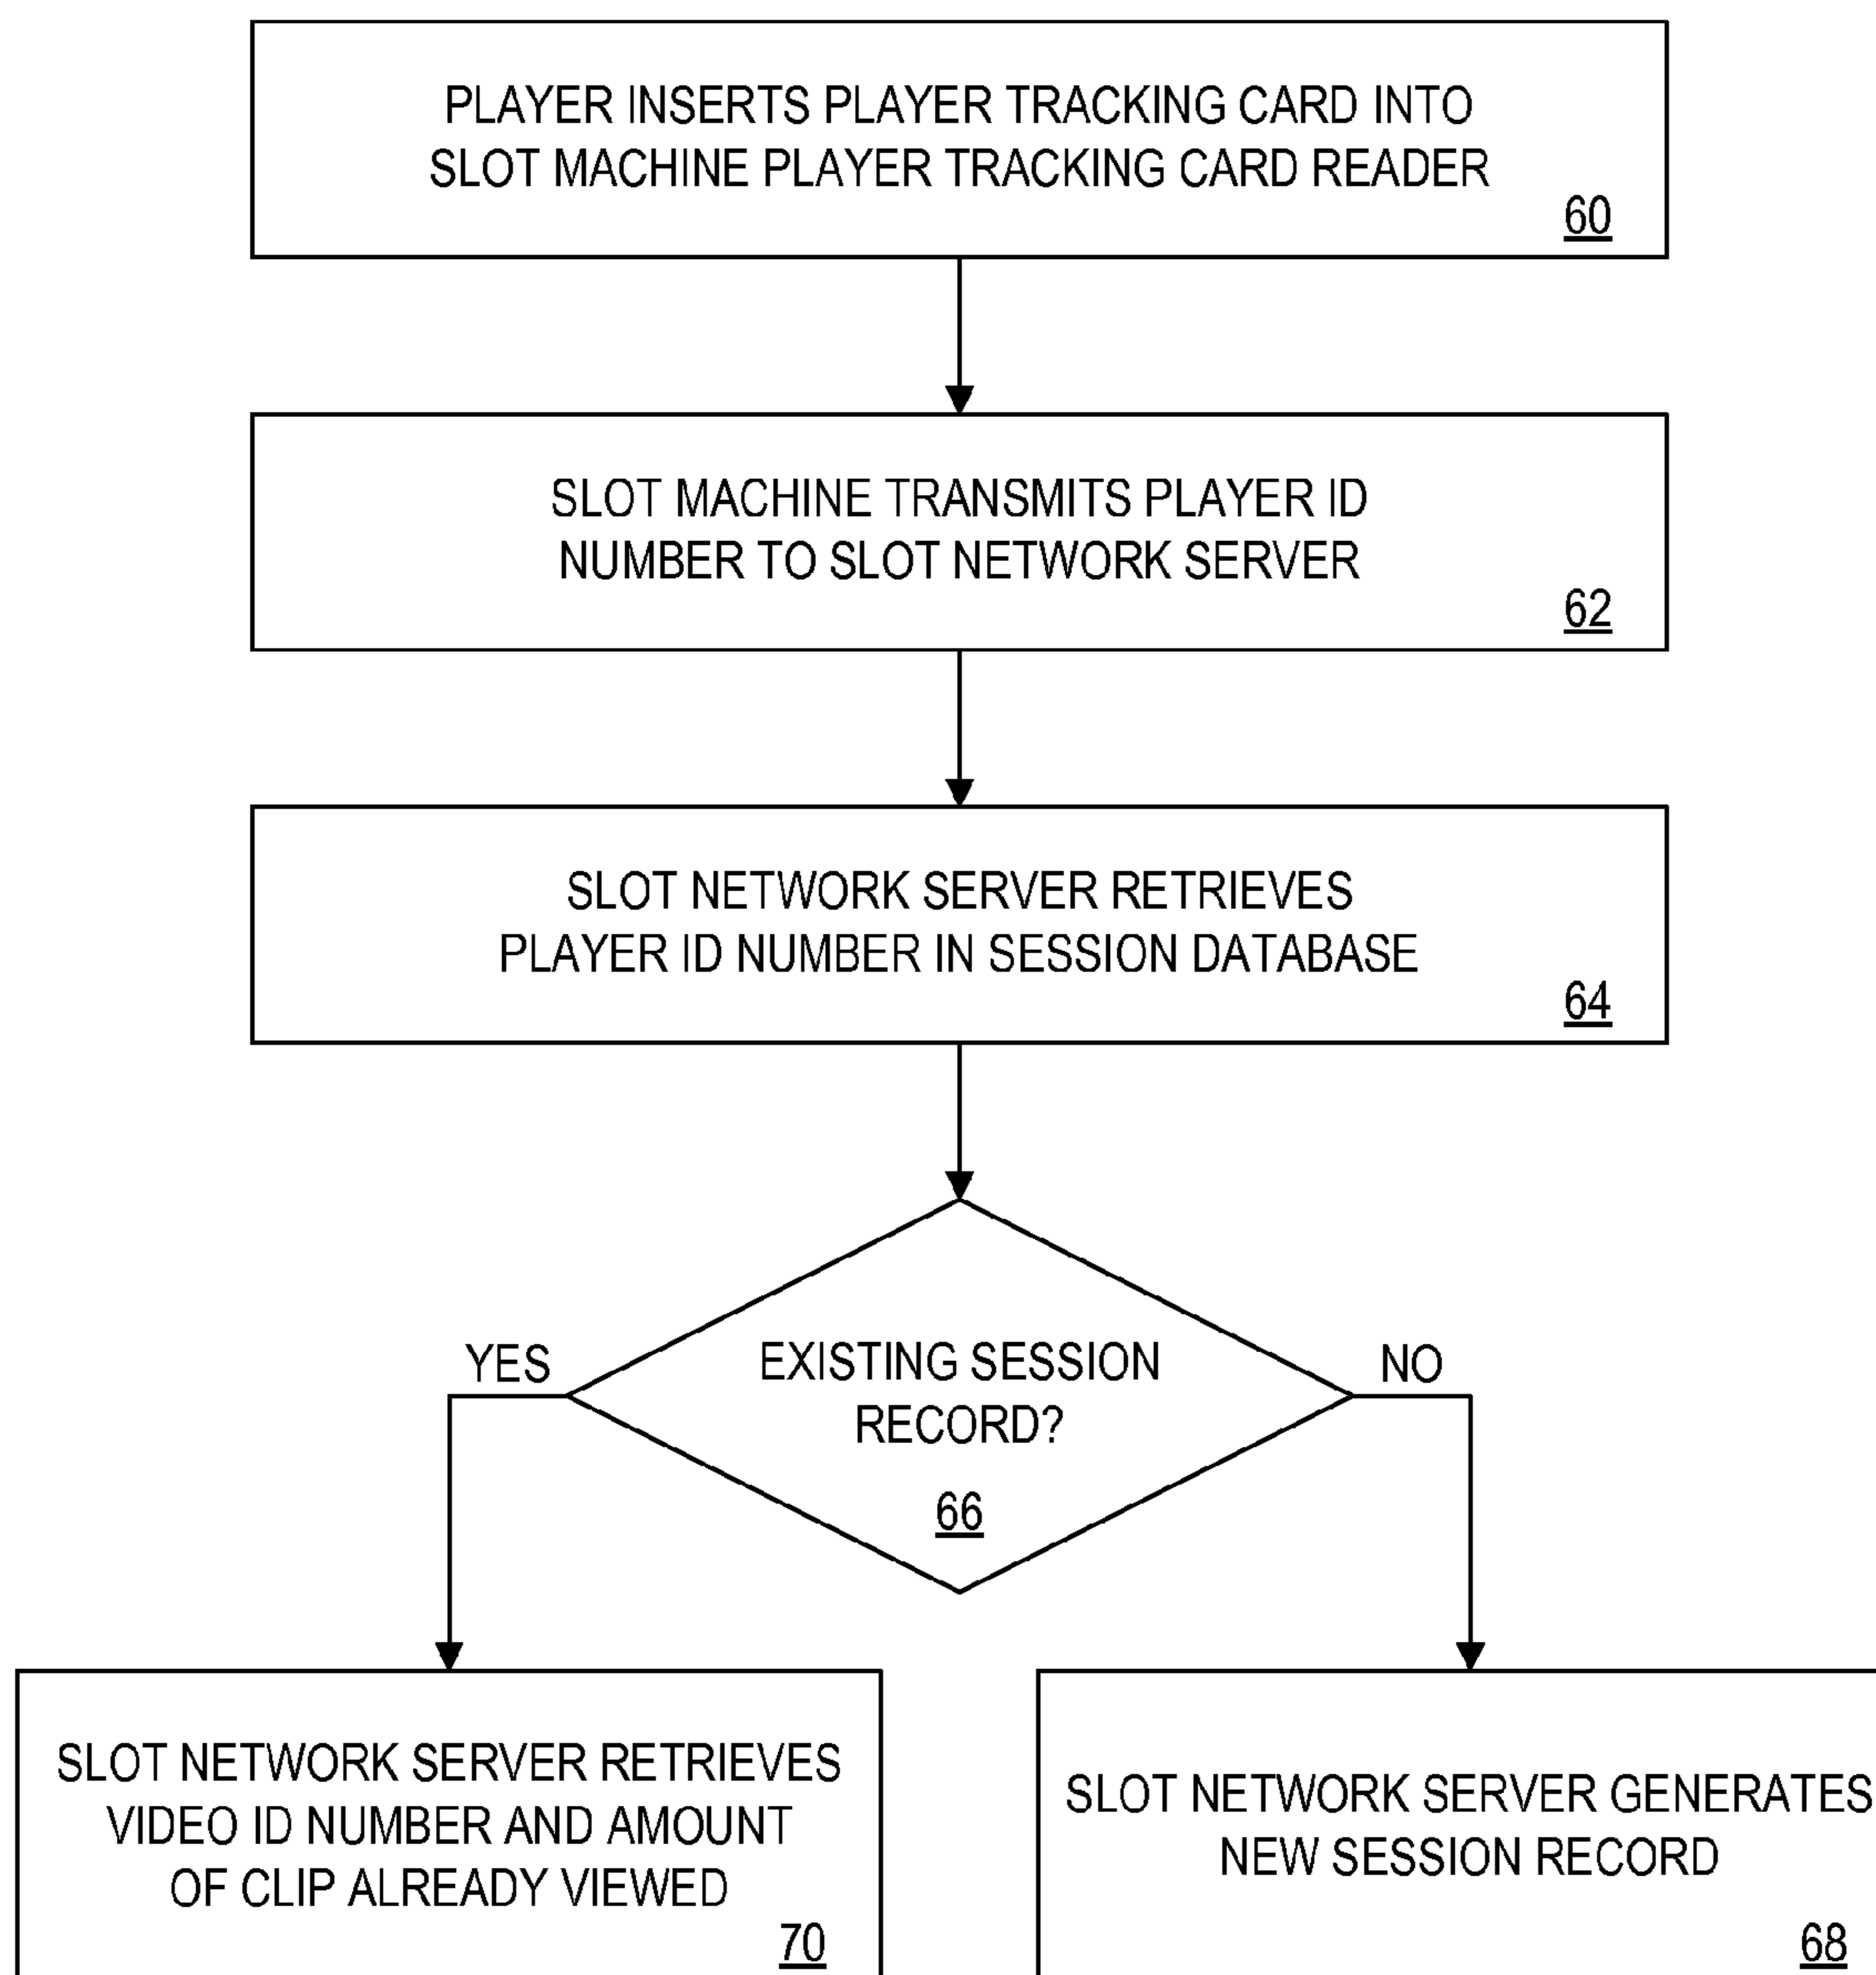 PLAYER INSERTS PLAYER TRACKING CARD INTO
SLOT MACHINE PLAYER TRACKING CARD READER
60
SLOT MACHINE TRANSMITS PLAYER ID
NUMBER TO SLOT NETWORK SERVER
62
SLOT NETWORK SERVER RETRIEVES
PLAYER ID NUMBER IN SESSION DATABASE
64
YES
EXISTING SESSION
RECORD?
66
NO
SLOT NETWORK SERVER RETRIEVES
VIDEO ID NUMBER AND AMOUNT
OF CLIP ALREADY VIEWED
70
SLOT NETWORK SERVER GENERATES
NEW SESSION RECORD
68